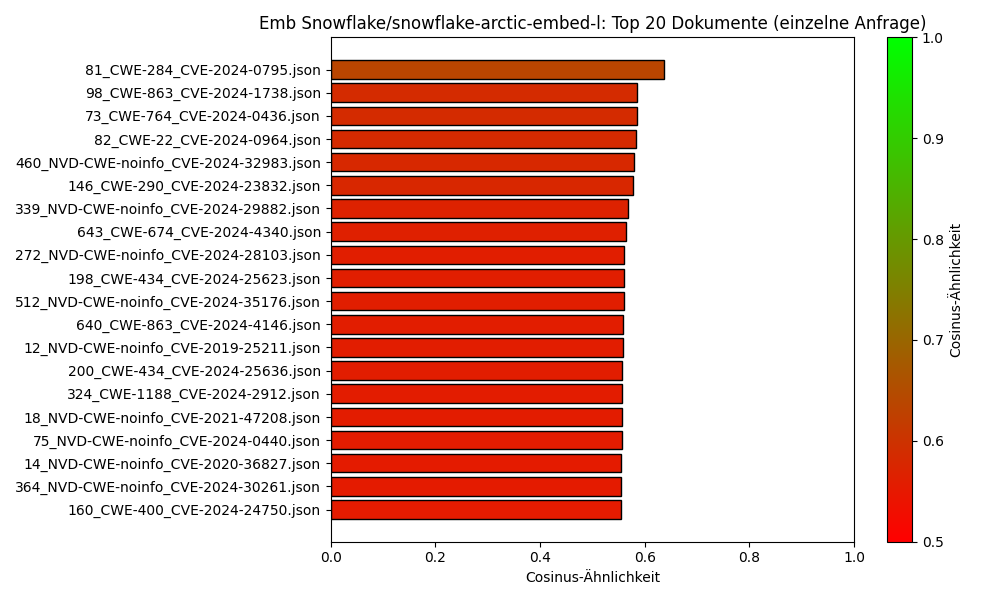 Emb Snowflake/snowflake-arctic-embed-l: Top 20 Dokumente (einzelne Anfrage)
81_CWE-284_CVE-2024-0795.json
98_CWE-863_CVE-2024-1738.json
73_CWE-764_CVE-2024-0436.json
82_CWE-22_CVE-2024-0964.json
460_NVD-CWE-noinfo_CVE-2024-32983.json
146_CWE-290_CVE-2024-23832.json
339_NVD-CWE-noinfo_CVE-2024-29882.json
643_CWE-674_CVE-2024-4340.json
272_NVD-CWE-noinfo_CVE-2024-28103.json
198_CWE-434_CVE-2024-25623.json
512_NVD-CWE-noinfo_CVE-2024-35176.json
640_CWE-863_CVE-2024-4146.json
12_NVD-CWE-noinfo_CVE-2019-25211.json
200_CWE-434_CVE-2024-25636.json
324_CWE-1188_CVE-2024-2912.json
18_NVD-CWE-noinfo_CVE-2021-47208.json
75_NVD-CWE-noinfo_CVE-2024-0440.json
14_NVD-CWE-noinfo_CVE-2020-36827.json
364_NVD-CWE-noinfo_CVE-2024-30261.json
160_CWE-400_CVE-2024-24750.json
0.0 0.2 0.4 0.6 0.8 1.0
Cosinus-Ähnlichkeit
1.0
0.9
0.8
0.7
0.6
0.5
Cosinus-Ähnlichkeit